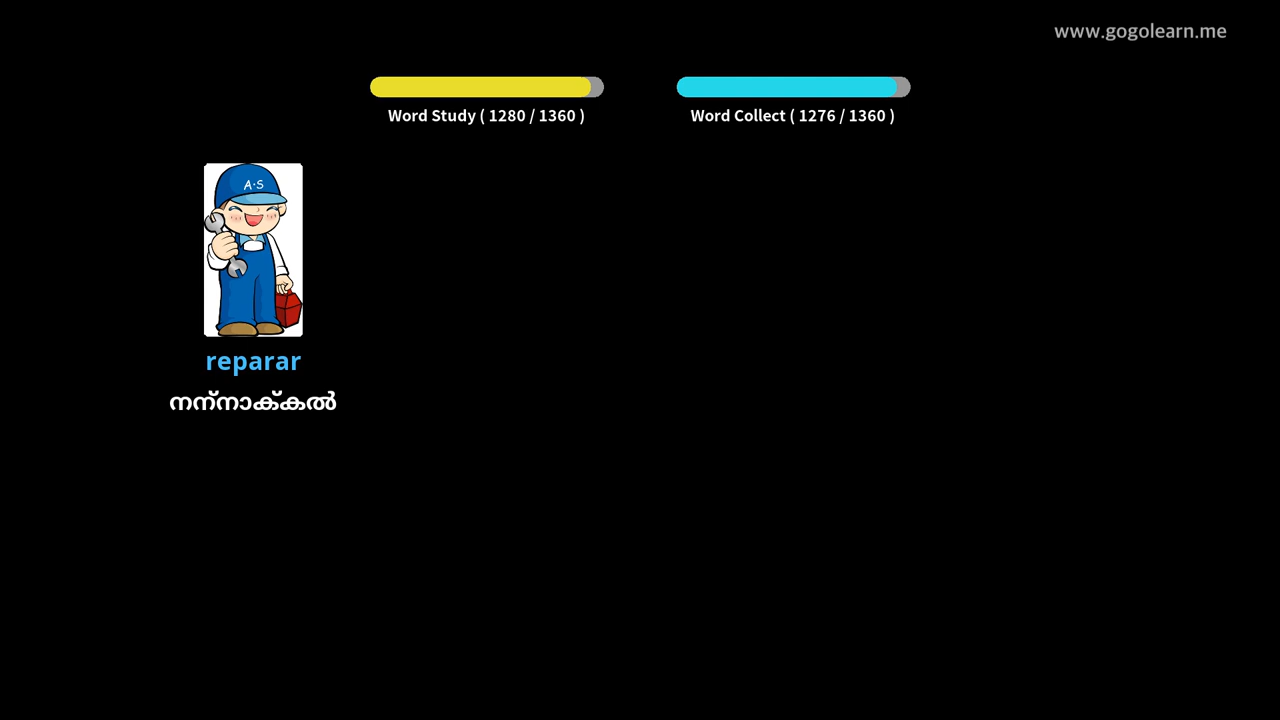 www.gogolearn.me
Word Study ( 1280 / 1360 )
Word Collect ( 1276 / 1360 )
A·S
reparar
നന്നാക്കൽ